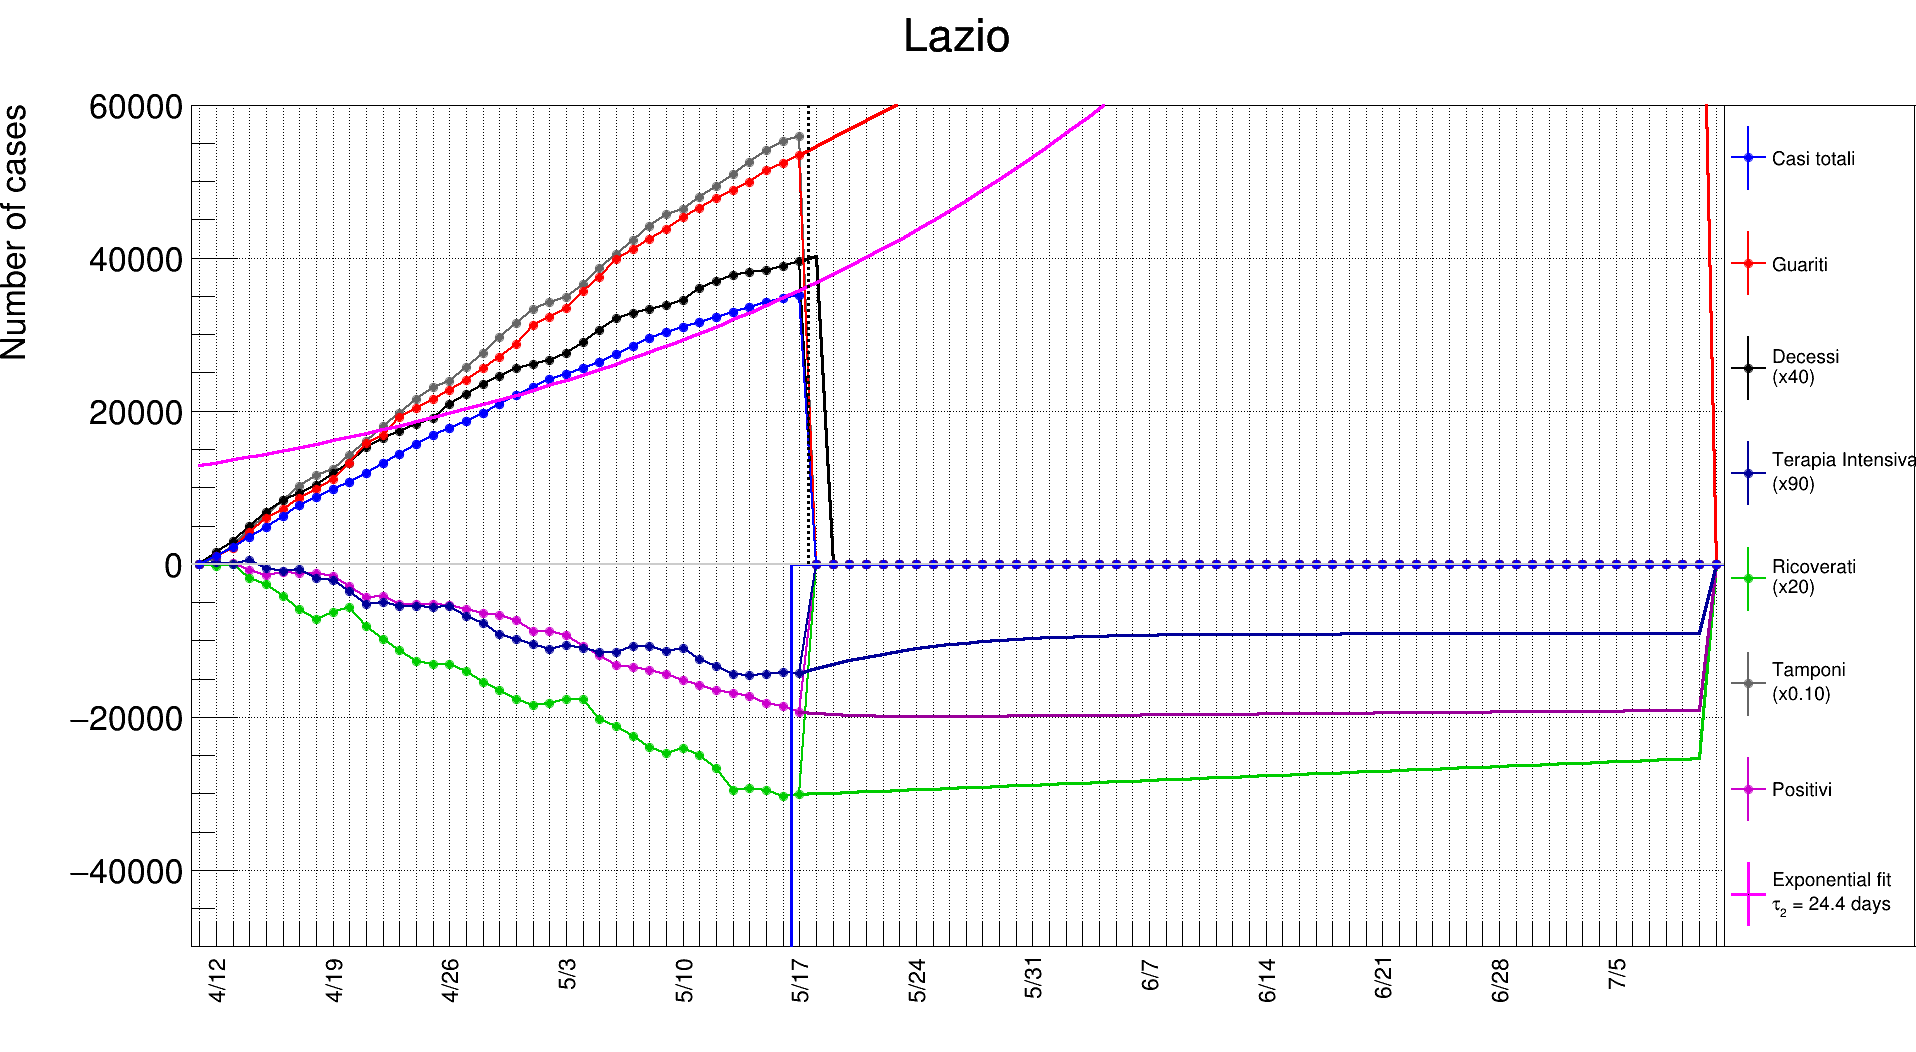 Lazio
Number of cases
60000
40000
20000
0
−20000
−40000
4/12
4/19
4/26
5/3
5/10
5/17
5/24
5/31
6/7
6/14
6/21
6/28
7/5
Casi totali
Guariti
Decessi
(x40)
Terapia Intensiva
(x90)
Ricoverati
(x20)
Tamponi
(x0.10)
Positivi
Exponential fit
τ2 = 24.4 days